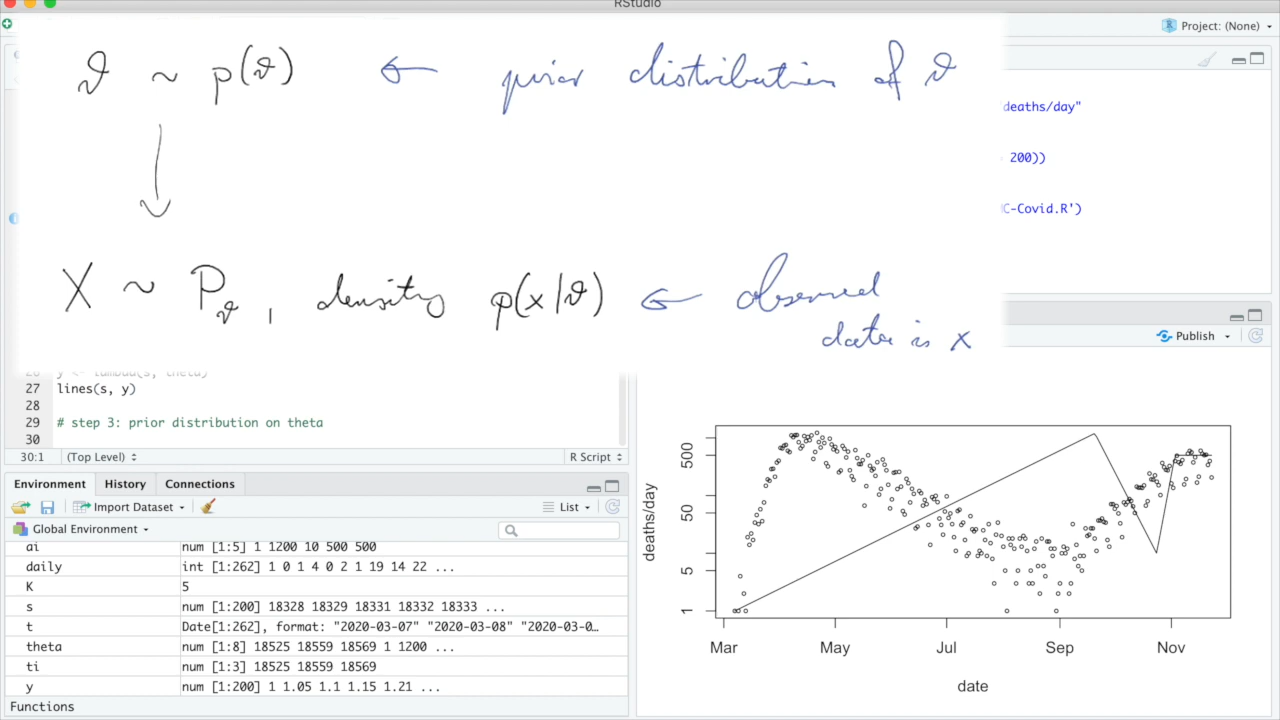 RStudio
Project: (None)
ϑ ~ p(ϑ) ← prior distribution of ϑ
X ~ P_ϑ, density p(x|ϑ) ← observed
data is x
deaths/day"
200))
C-Covid.R')
Publish
y <- lambda(s, theta)
27 lines(s, y)
28
29 # step 3: prior distribution on theta
30
30:1 (Top Level) R Script
Environment History Connections
Import Dataset List
Global Environment
ai num [1:5] 1 1200 10 500 500
daily int [1:262] 1 0 1 4 0 2 1 19 14 22 ...
K 5
s num [1:200] 18328 18329 18331 18332 18333 ...
t Date[1:262], format: "2020-03-07" "2020-03-08" "2020-03-0…
theta num [1:8] 18525 18559 18569 1 1200 ...
ti num [1:3] 18525 18559 18569
y num [1:200] 1 1.05 1.1 1.15 1.21 ...
Functions
deaths/day
500
50
5
1
Mar May Jul Sep Nov
date